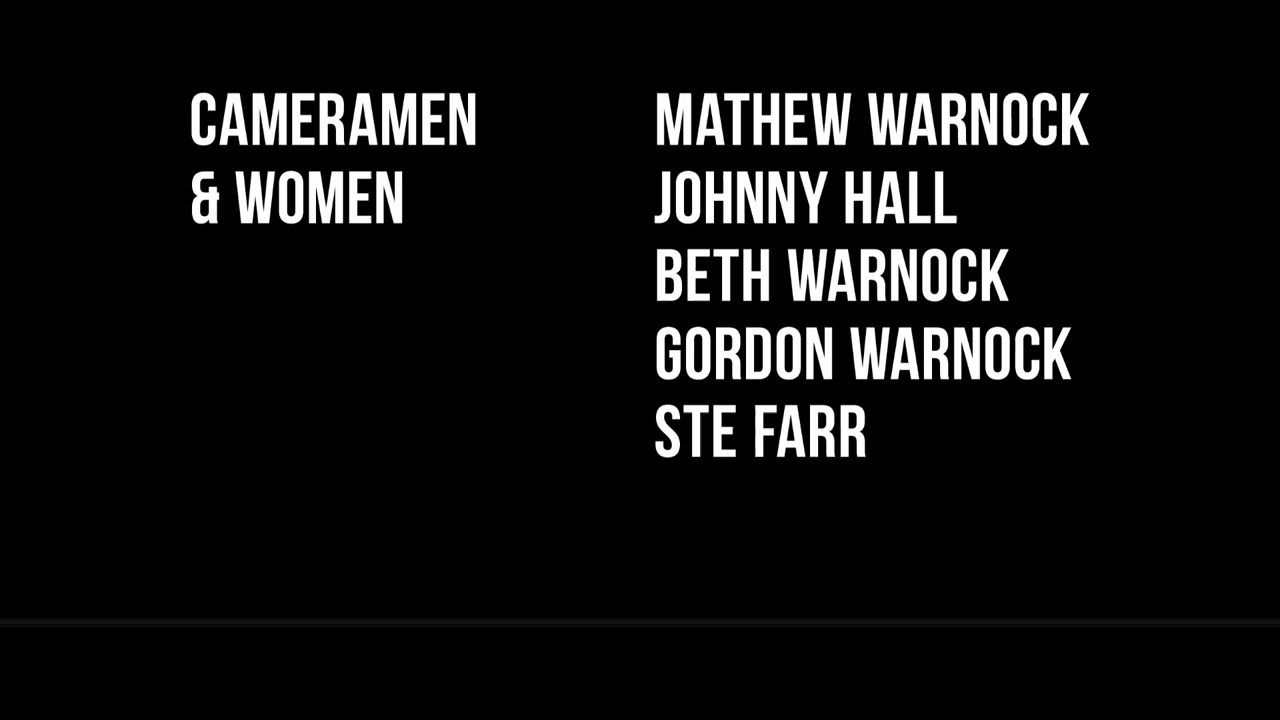 CAMERAMEN
& WOMEN
MATHEW WARNOCK
JOHNNY HALL
BETH WARNOCK
GORDON WARNOCK
STE FARR